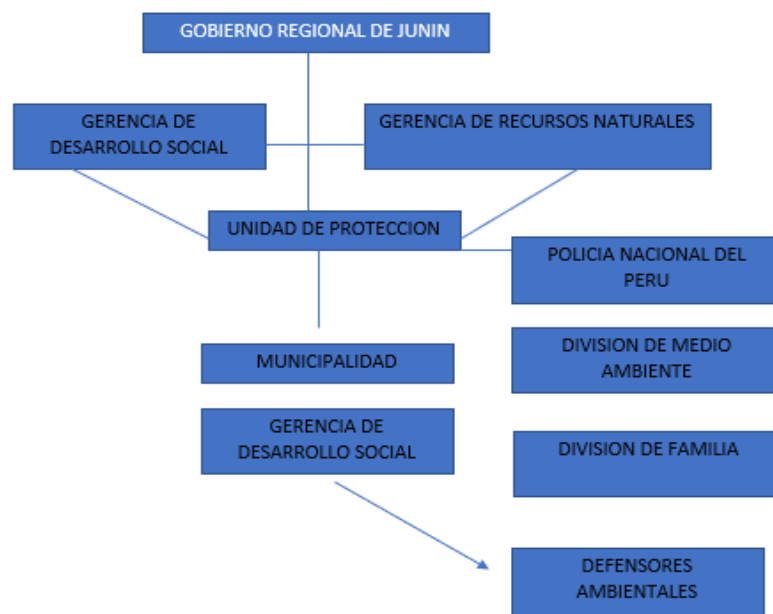 GOBIERNO REGIONAL DE JUNIN
GERENCIA DE
DESARROLLO SOCIAL
GERENCIA DE RECURSOS NATURALES
UNIDAD DE PROTECCION
POLICIA NACIONAL DEL
PERU
MUNICIPALIDAD
DIVISION DE MEDIO
AMBIENTE
GERENCIA DE
DESARROLLO SOCIAL
DIVISION DE FAMILIA
DEFENSORES
AMBIENTALES